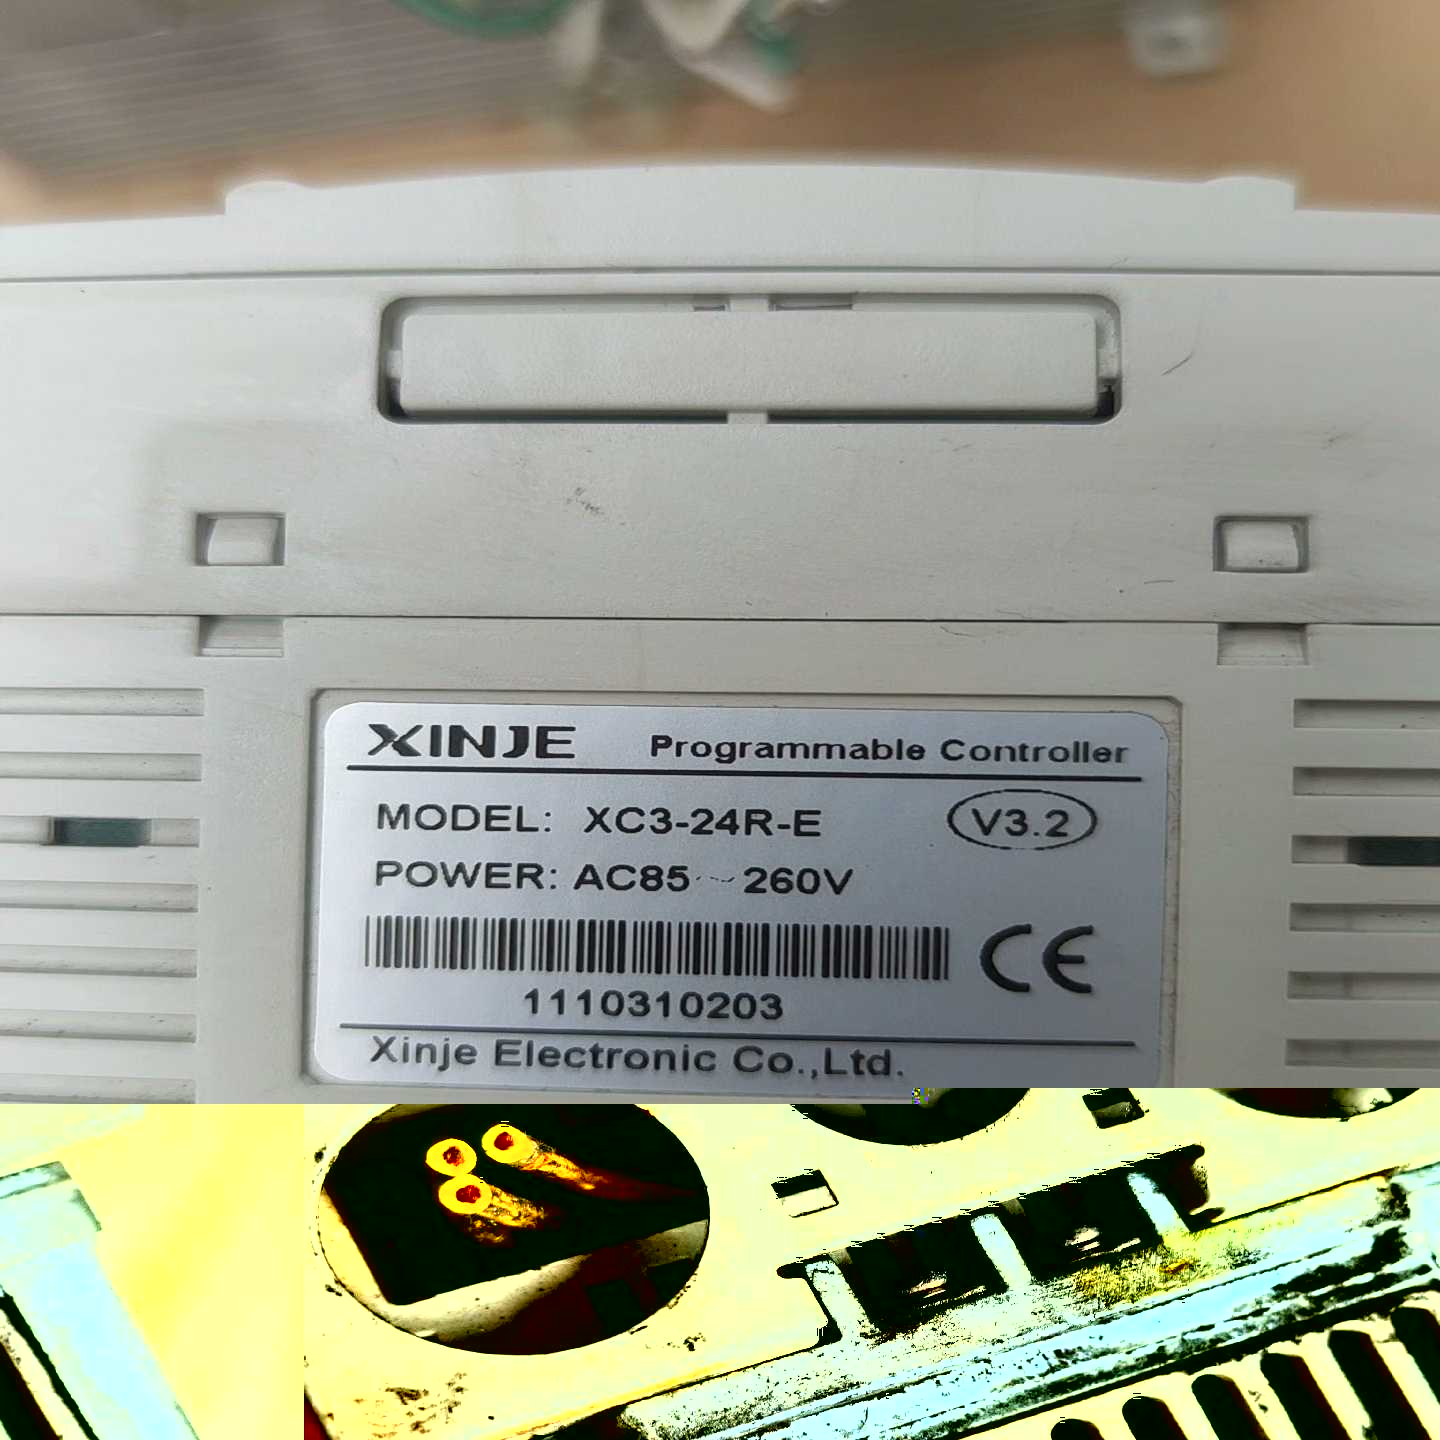 XINJE Programmable Controller
MODEL: XC3-24R-E V3.2
POWER: AC85~260V
CE
1110310203
Xinje Electronic Co.,Ltd.